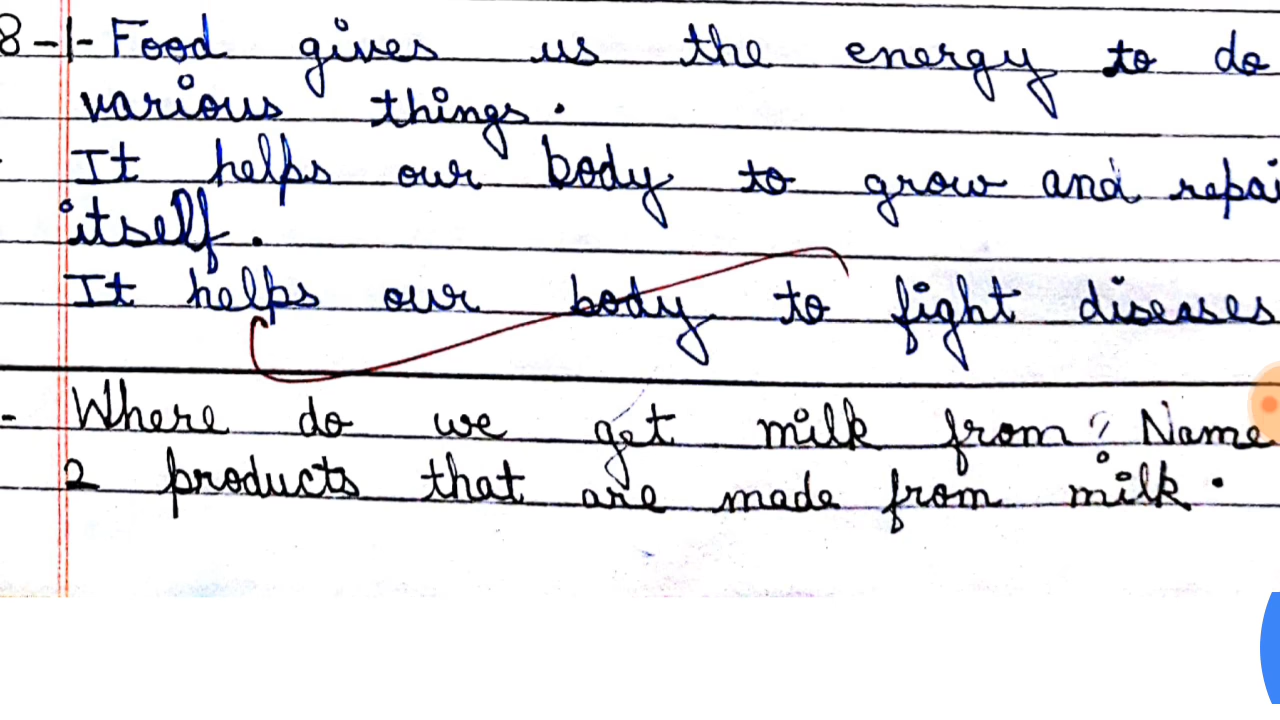 8-1- Food gives us the energy to do
various things.
It helps our body to grow and repai
itself.
It helps our body to fight diseases
- Where do we get milk from? Name
2 products that are made from milk.